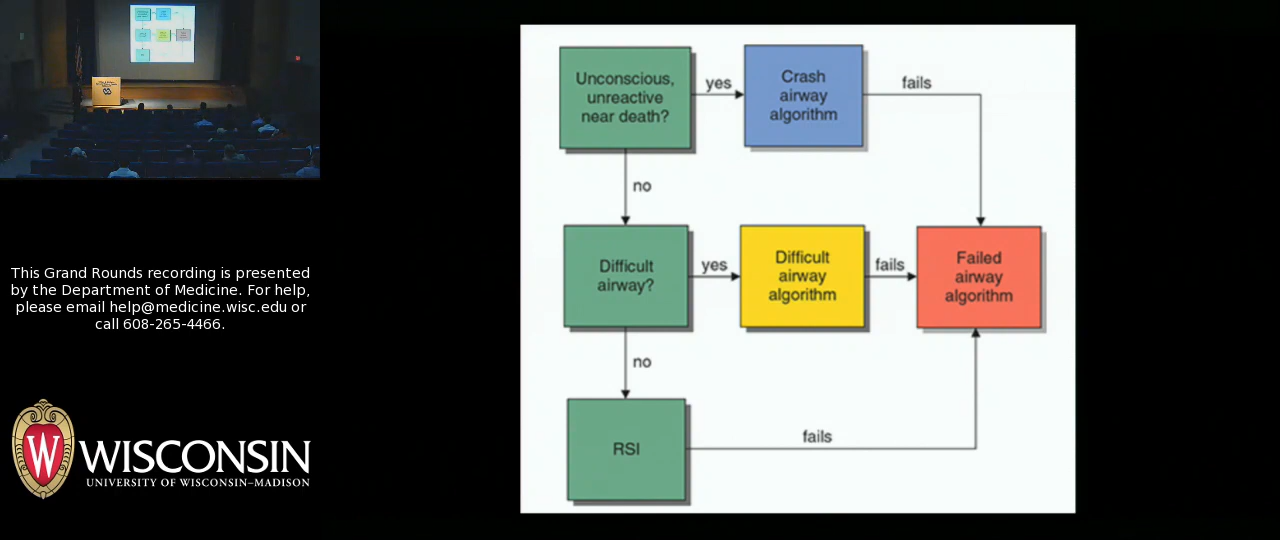 This Grand Rounds recording is presented
by the Department of Medicine. For help,
please email help@medicine.wisc.edu or
call 608-265-4466.
W
WISCONSIN
UNIVERSITY OF WISCONSIN–MADISON
Unconscious,
unreactive
near death?
yes
Crash
airway
algorithm
fails
no
Difficult
airway?
yes
Difficult
airway
algorithm
fails
Failed
airway
algorithm
no
RSI
fails